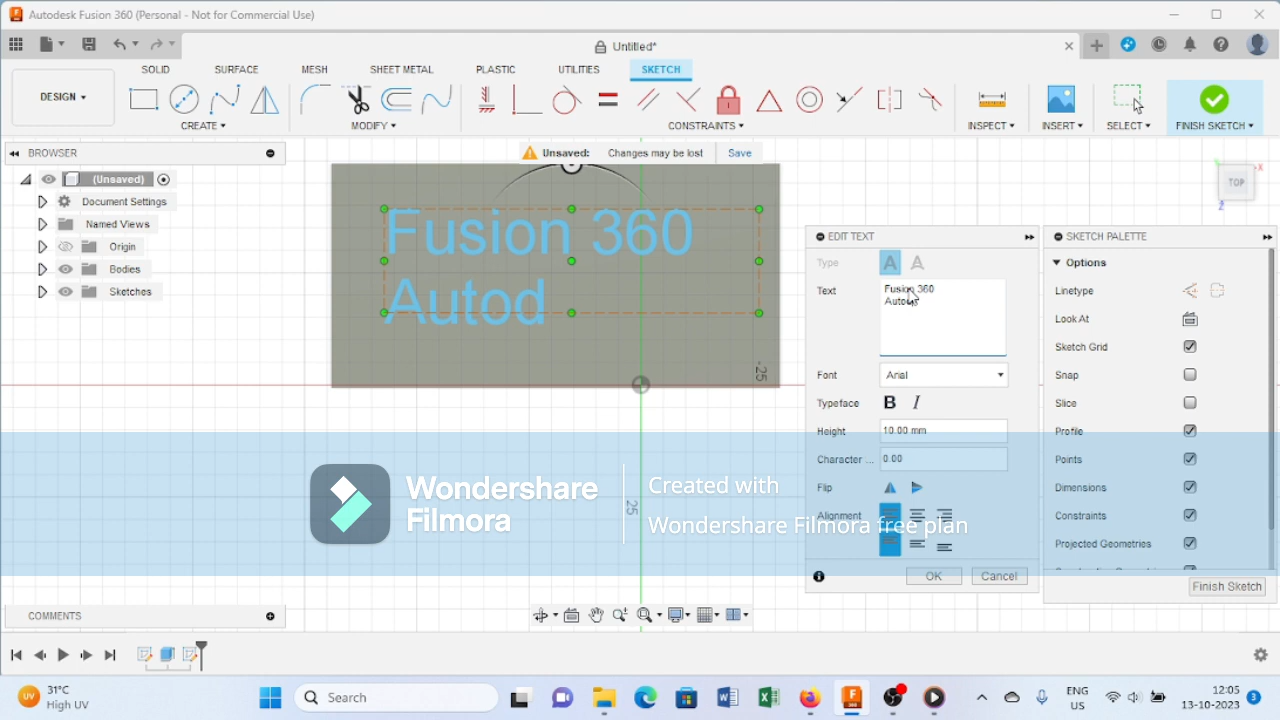 Autodesk Fusion 360 (Personal - Not for Commercial Use)
Untitled*
SOLID SURFACE MESH SHEET METAL PLASTIC UTILITIES SKETCH
DESIGN
CREATE MODIFY CONSTRAINTS INSPECT INSERT SELECT FINISH SKETCH
BROWSER
Unsaved: Changes may be lost Save
(Unsaved)
Document Settings
Named Views
Origin
Bodies
Sketches
Fusion 360
Autod
-25
25
TOP
X
Z
EDIT TEXT
Type
Text
Fusion 360
Font Arial
Typeface B I
Height 10.00 mm
Character ... 0.00
Flip
Alignment
OK Cancel
SKETCH PALETTE
Options
Linetype
Look At
Sketch Grid
Snap
Slice
Profile
Points
Dimensions
Constraints
Projected Geometries
Finish Sketch
Wondershare
Filmora
Created with
Wondershare Filmora free plan
COMMENTS
31°C
High UV
Search
ENG
US
12:05
13-10-2023
3